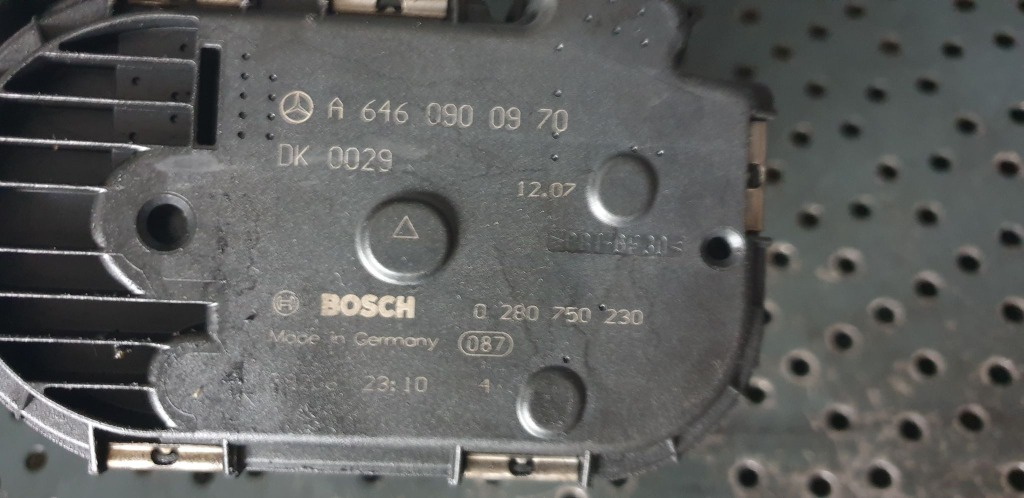 A 646 090 09 70
DK 0029
12.07
BOSCH 0 280 750 230
Made in Germany 087
23:10 4